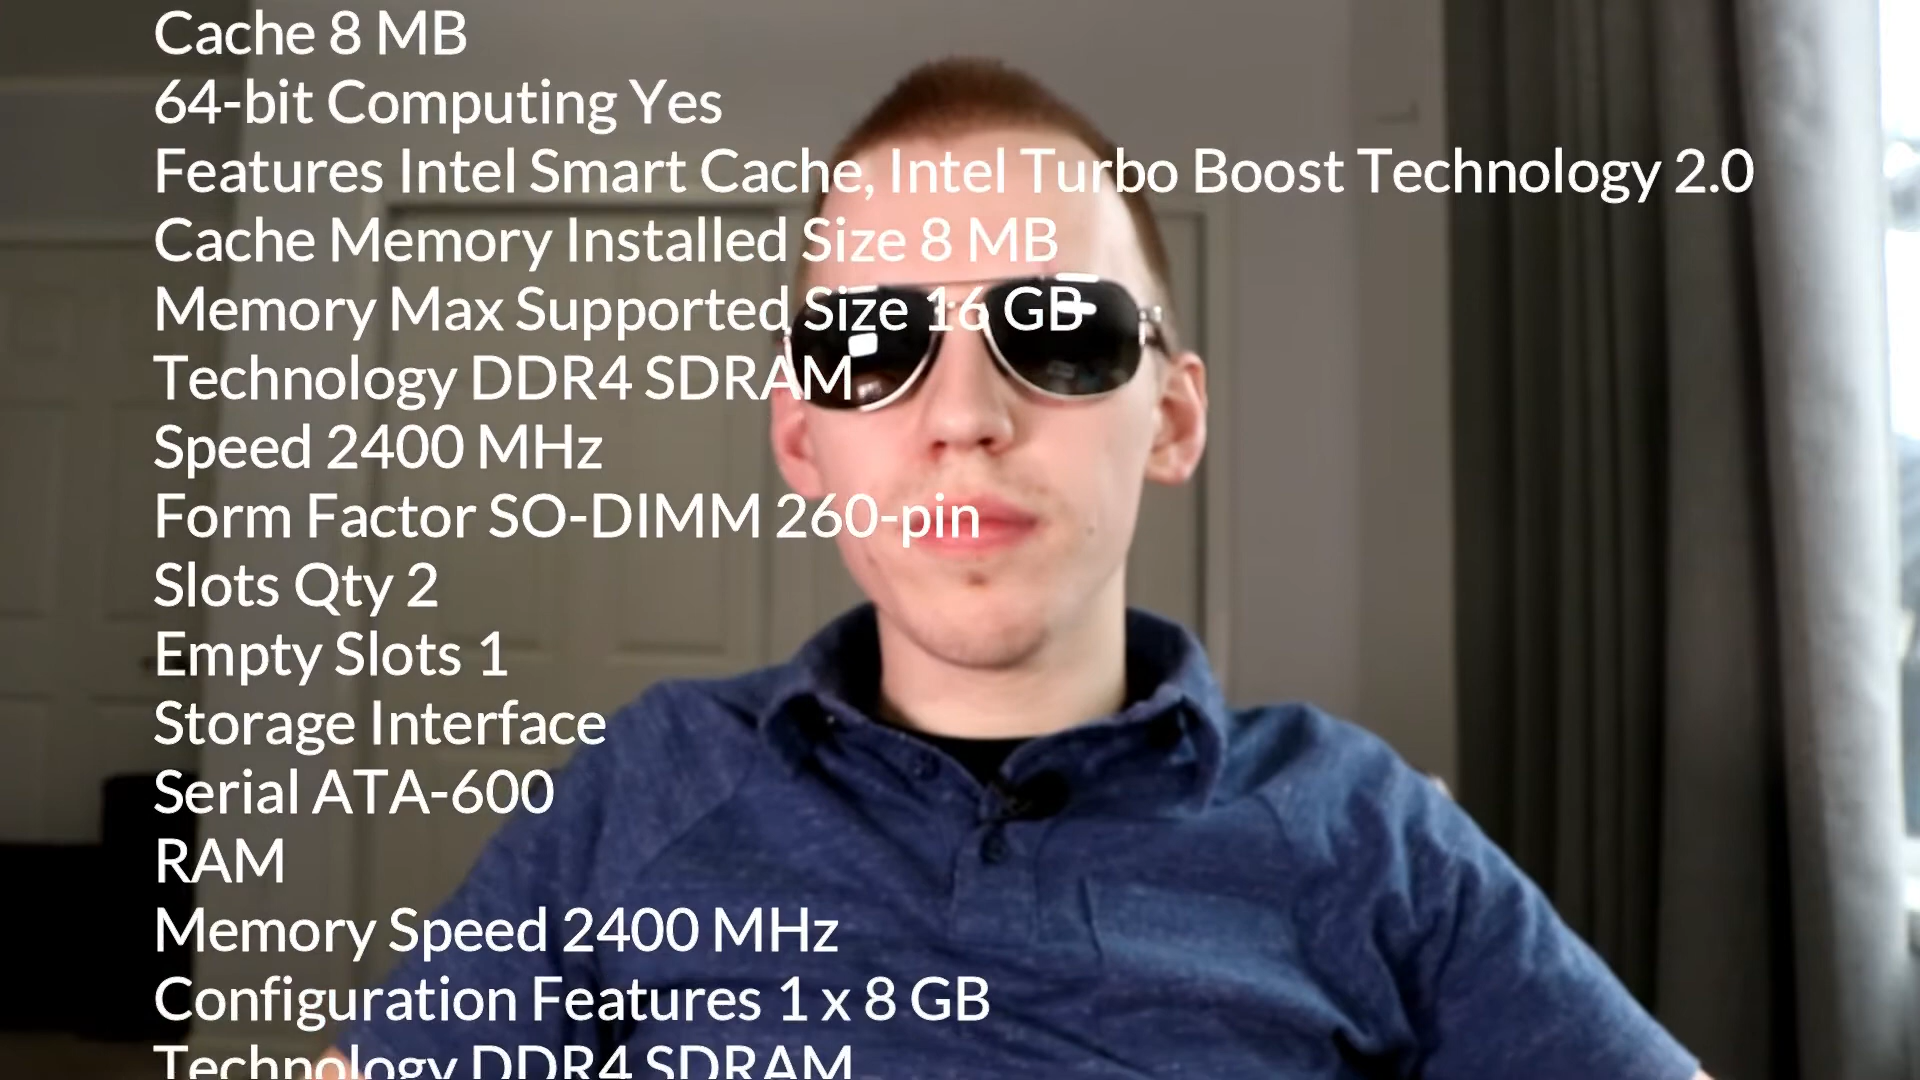 Cache 8 MB
64-bit Computing Yes
Features Intel Smart Cache, Intel Turbo Boost Technology 2.0
Cache Memory Installed Size 8 MB
Memory Max Supported Size 16 GB
Technology DDR4 SDRAM
Speed 2400 MHz
Form Factor SO-DIMM 260-pin
Slots Qty 2
Empty Slots 1
Storage Interface
Serial ATA-600
RAM
Memory Speed 2400 MHz
Configuration Features 1 x 8 GB
Technology DDR4 SDRAM